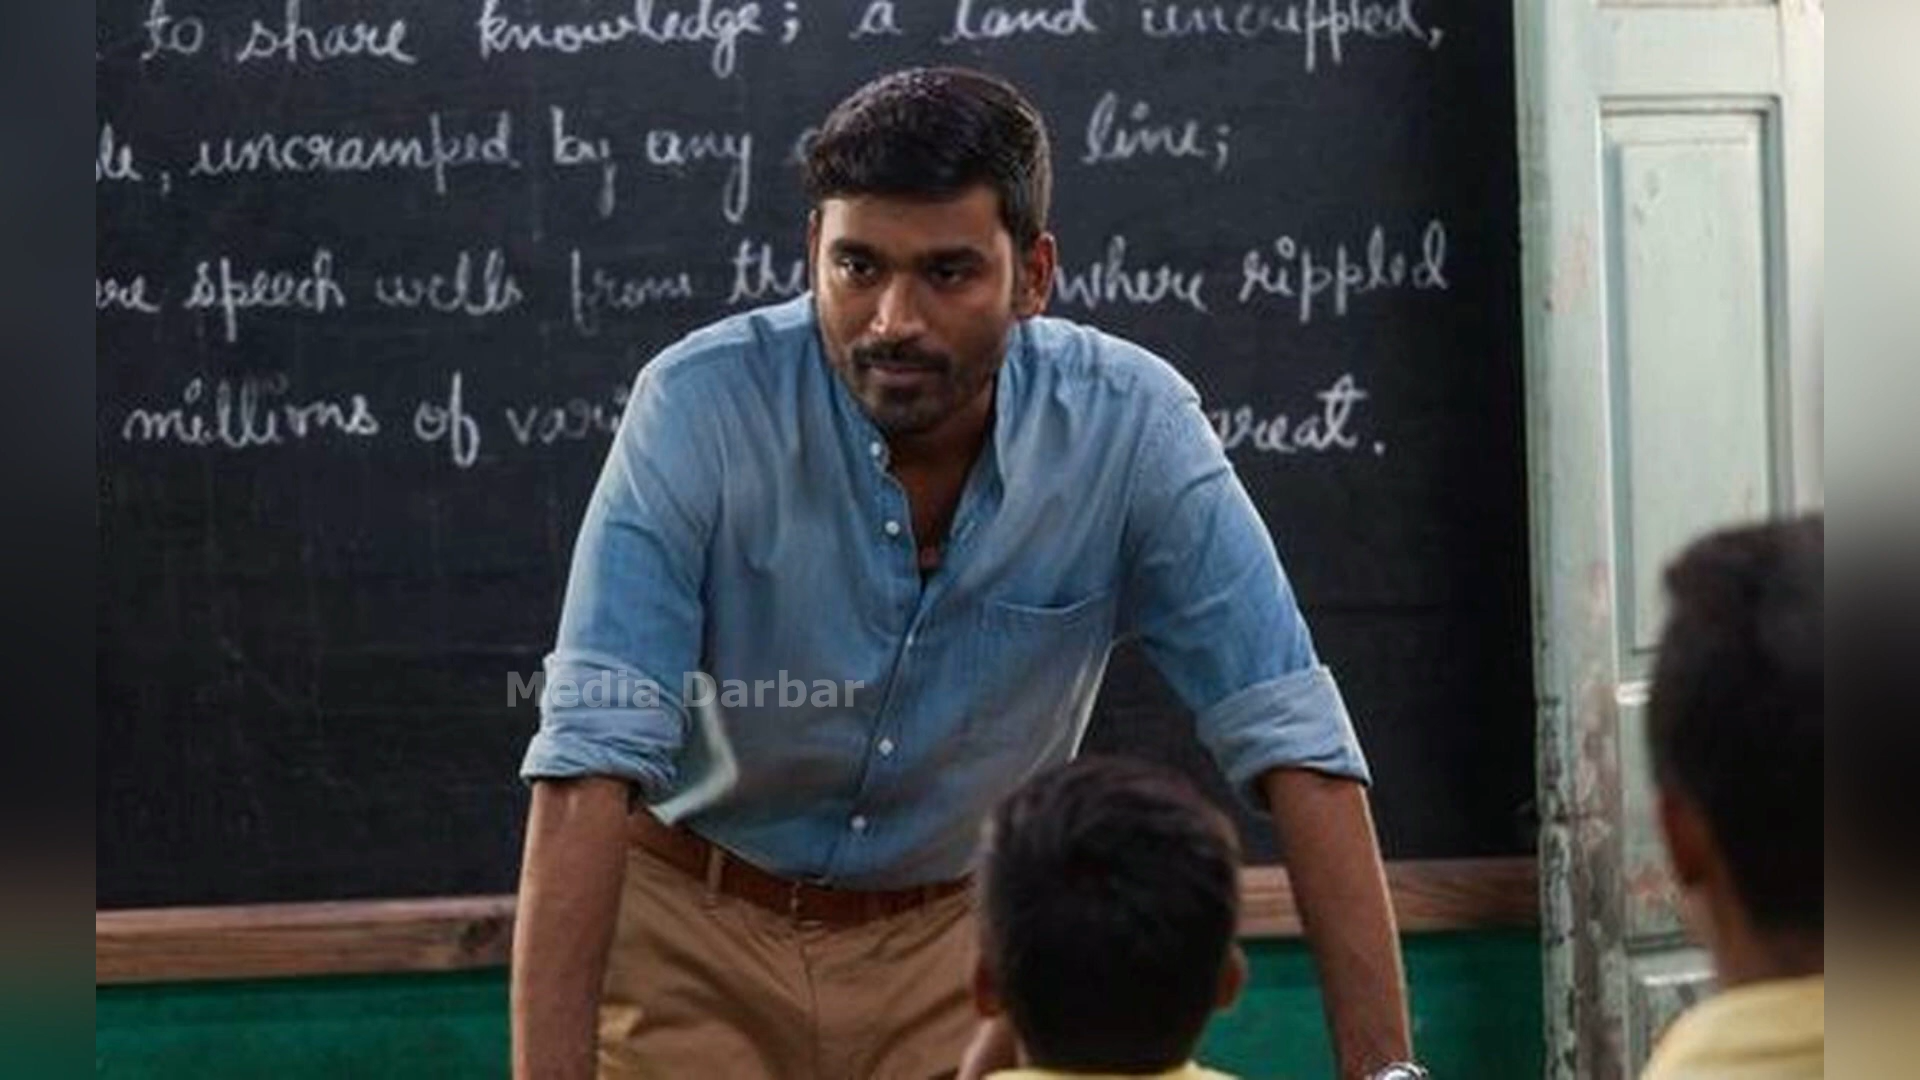 to share knowledge; a land uncrippled,
, uncramped by any line;
speech wells from the where rippled
millions of great.
Media Darbar